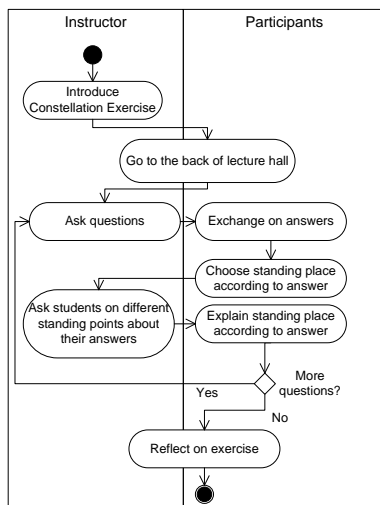 Instructor
Participants
Introduce
Constellation Exercise
Go to the back of lecture hall
Ask questions
Exchange on answers
Choose standing place
according to answer
Ask students on different
standing points about
their answers
Explain standing place
according to answer
More
questions?
Yes
No
Reflect on exercise